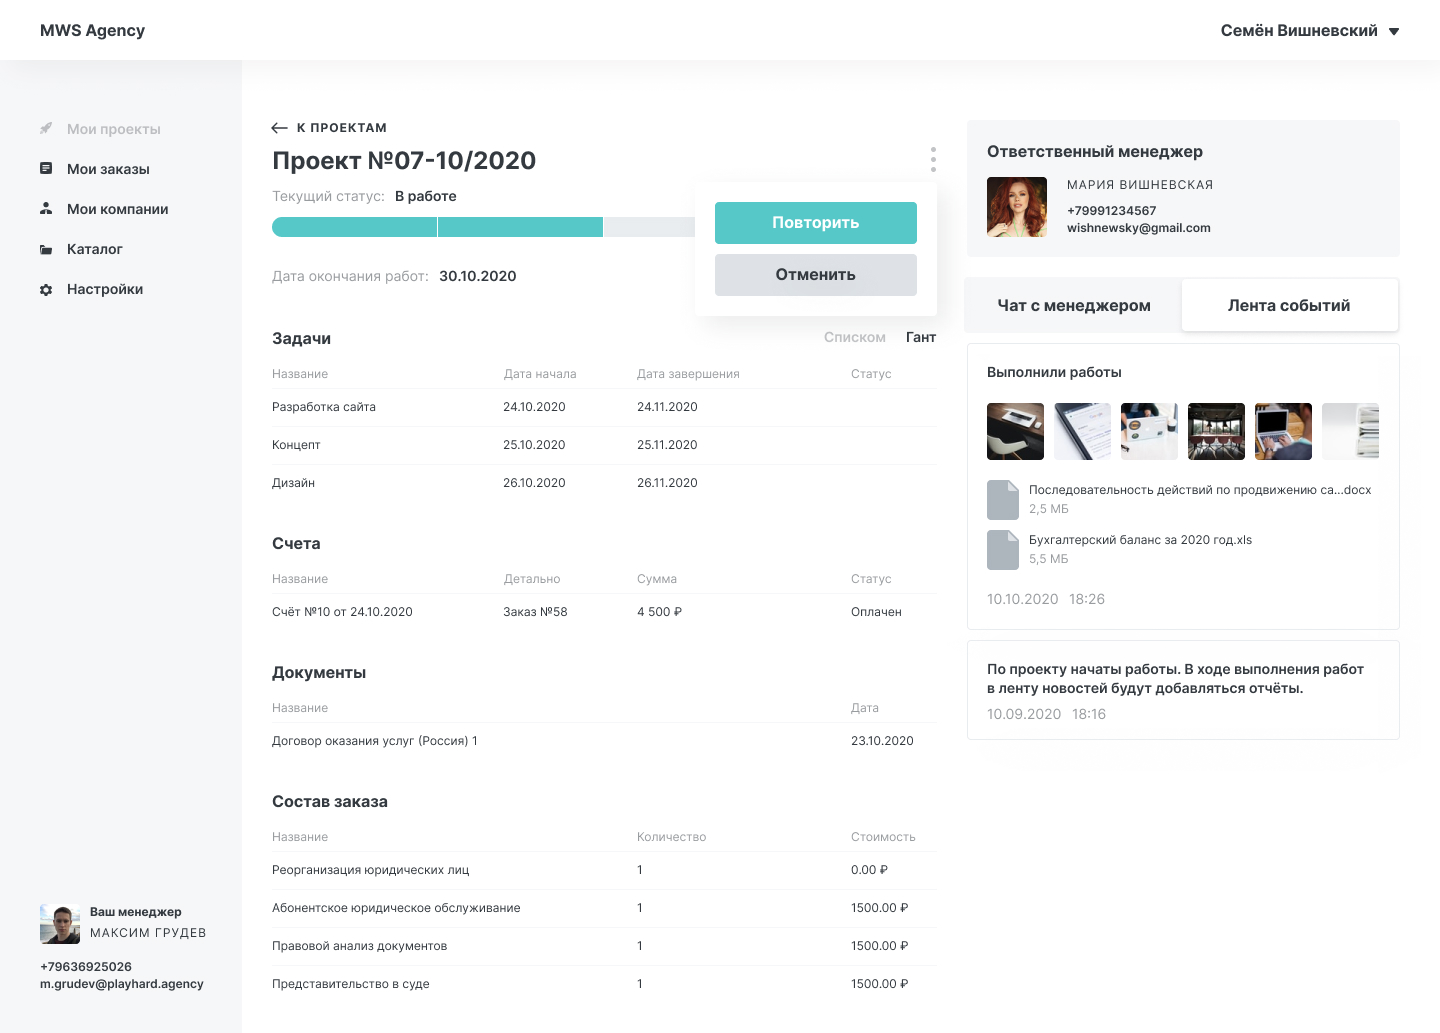 MWS Agency
Семён Вишневский
Мои проекты
Мои заказы
Мои компании
Каталог
Настройки
Ваш менеджер
МАКСИМ ГРУДЕВ
+79636925026
m.grudev@playhard.agency
К ПРОЕКТАМ
Проект №07-10/2020
Текущий статус: В работе
Повторить
Отменить
Дата окончания работ: 30.10.2020
Задачи
Списком Гант
Название Дата начала Дата завершения Статус
Разработка сайта 24.10.2020 24.11.2020
Концепт 25.10.2020 25.11.2020
Дизайн 26.10.2020 26.11.2020
Счета
Название Детально Сумма Статус
Счёт №10 от 24.10.2020 Заказ №58 4 500 ₽ Оплачен
Документы
Название Дата
Договор оказания услуг (Россия) 1 23.10.2020
Состав заказа
Название Количество Стоимость
Реорганизация юридических лиц 1 0.00 ₽
Абонентское юридическое обслуживание 1 1500.00 ₽
Правовой анализ документов 1 1500.00 ₽
Представительство в суде 1 1500.00 ₽
Ответственный менеджер
МАРИЯ ВИШНЕВСКАЯ
+79991234567
wishnewsky@gmail.com
Чат с менеджером Лента событий
Выполнили работы
Последовательность действий по продвижению са...docx
2,5 МБ
Бухгалтерский баланс за 2020 год.xls
5,5 МБ
10.10.2020 18:26
По проекту начаты работы. В ходе выполнения работ
в ленту новостей будут добавляться отчёты.
10.09.2020 18:16